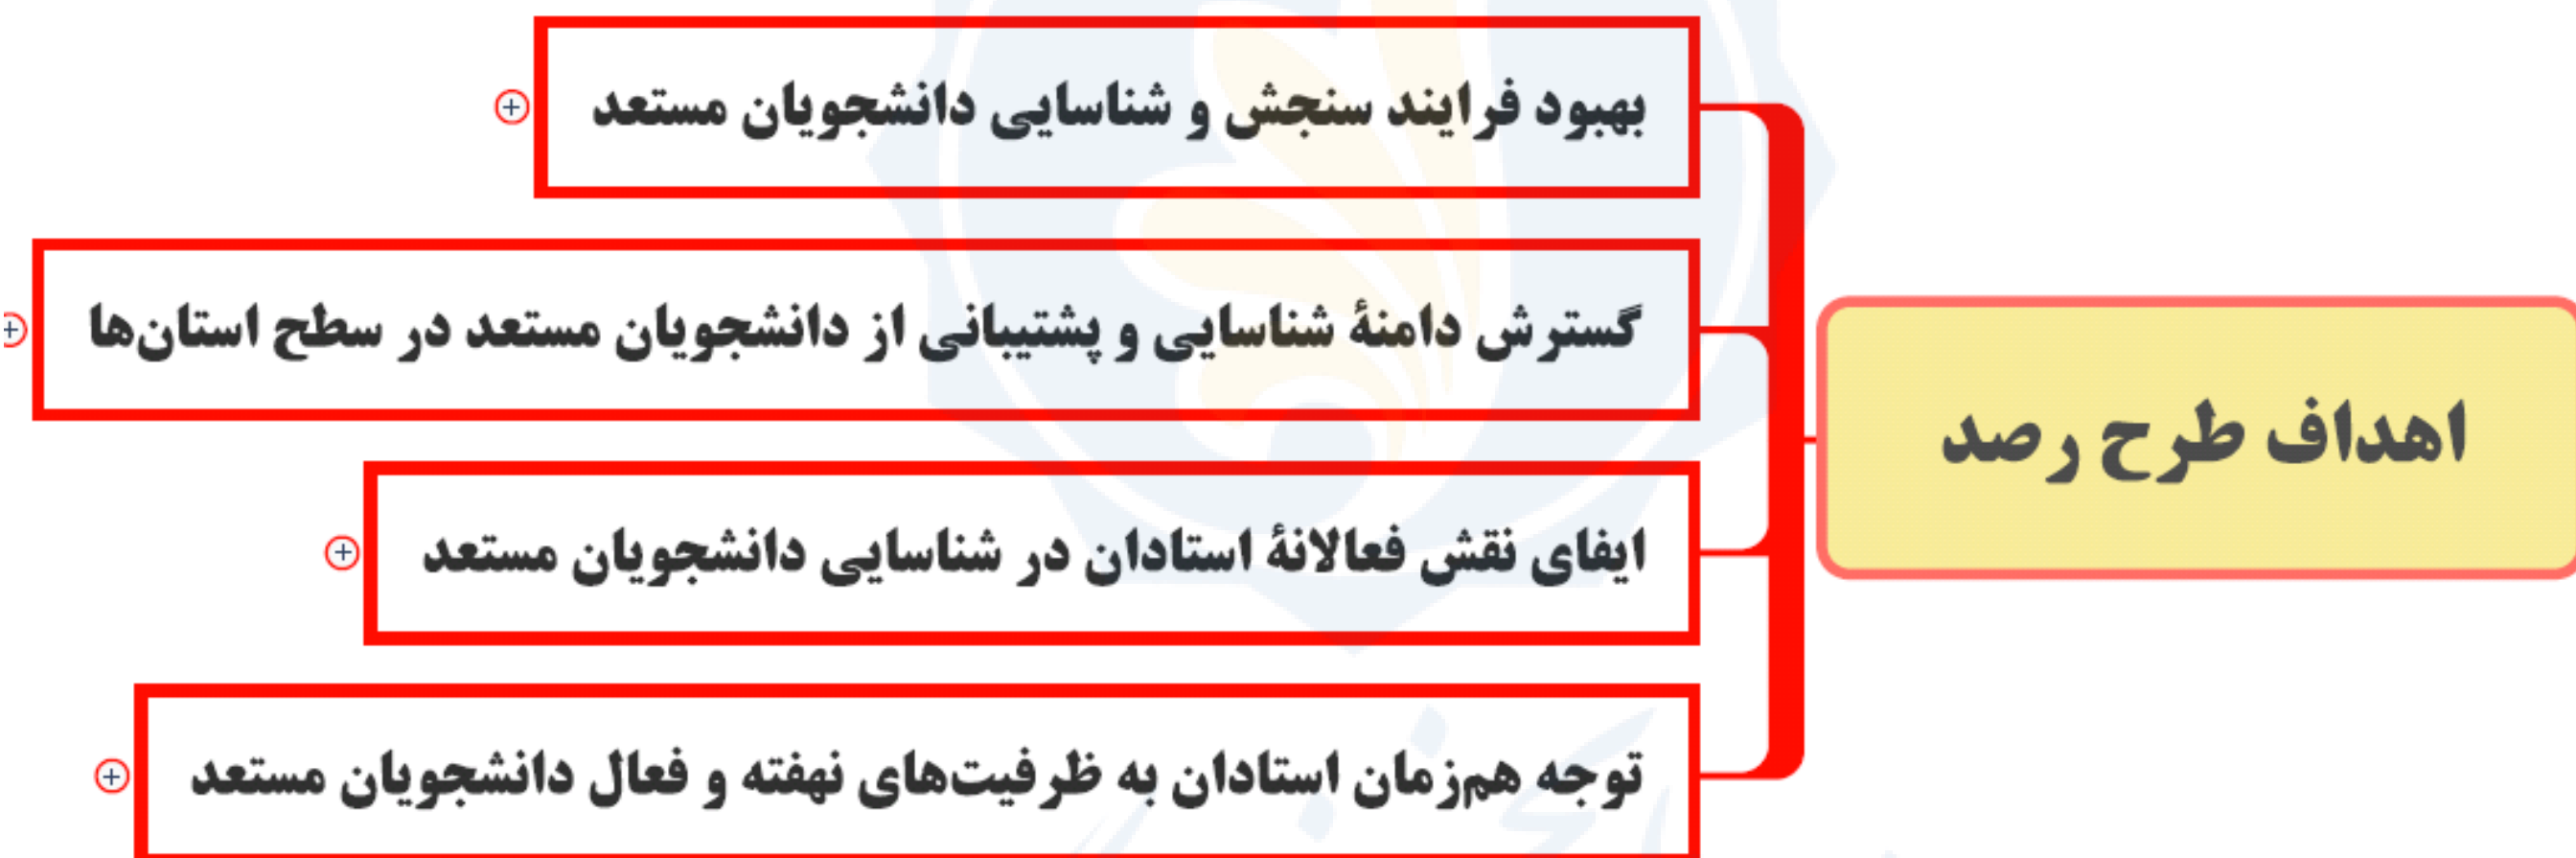 اهداف طرح رصد
بهبود فرایند سنجش و شناسایی دانشجویان مستعد
گسترش دامنهٔ شناسایی و پشتیبانی از دانشجویان مستعد در سطح استان‌ها
ایفای نقش فعالانهٔ استادان در شناسایی دانشجویان مستعد
توجه هم‌زمان استادان به ظرفیت‌های نهفته و فعال دانشجویان مستعد